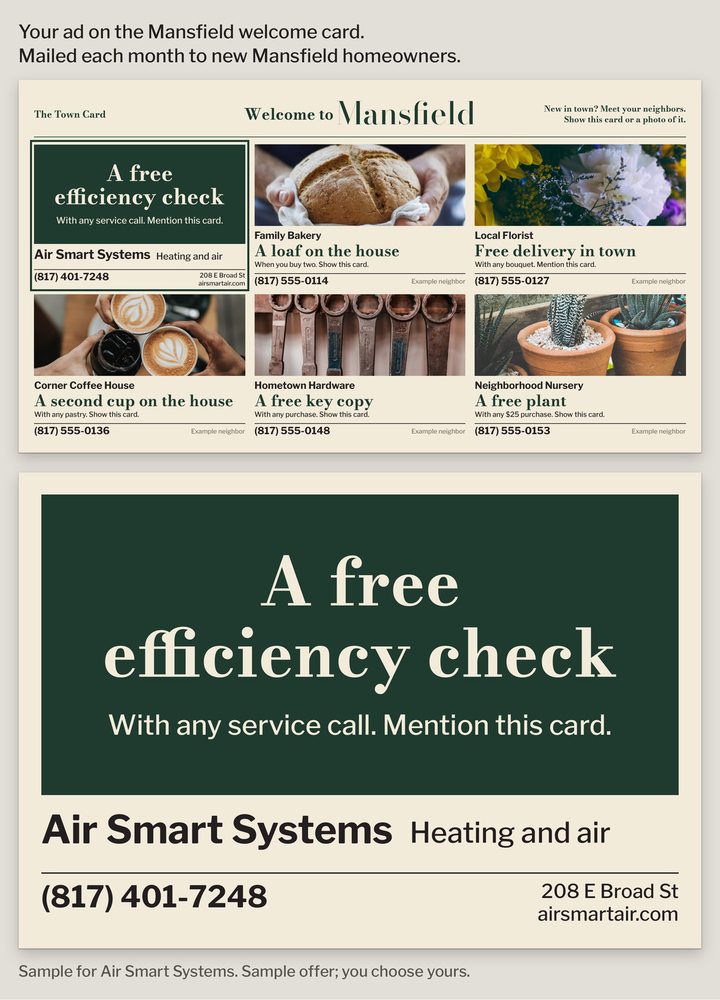 Your ad on the Mansfield welcome card.
Mailed each month to new Mansfield homeowners.
The Town Card
Welcome to Mansfield
New in town? Meet your neighbors.
Show this card or a photo of it.
A free
efficiency check
With any service call. Mention this card.
Air Smart Systems Heating and air
(817) 401-7248
208 E Broad St
airsmartair.com
Family Bakery
A loaf on the house
When you buy two. Show this card.
(817) 555-0114
Example neighbor
Local Florist
Free delivery in town
With any bouquet. Mention this card.
(817) 555-0127
Example neighbor
Corner Coffee House
A second cup on the house
With any pastry. Show this card.
(817) 555-0136
Example neighbor
Hometown Hardware
A free key copy
With any purchase. Show this card.
(817) 555-0148
Example neighbor
Neighborhood Nursery
A free plant
With any $25 purchase. Show this card.
(817) 555-0153
Example neighbor
A free
efficiency check
With any service call. Mention this card.
Air Smart Systems Heating and air
(817) 401-7248
208 E Broad St
airsmartair.com
Sample for Air Smart Systems. Sample offer; you choose yours.